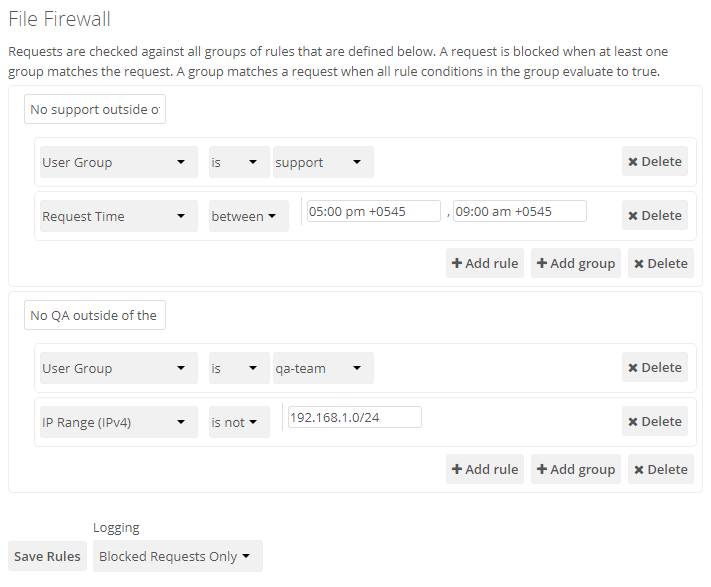 File Firewall
Requests are checked against all groups of rules that are defined below. A request is blocked when at least one
group matches the request. A group matches a request when all rule conditions in the group evaluate to true.
No support outside o
User Group is support ✖ Delete
Request Time between 05:00 pm +0545 , 09:00 am +0545 ✖ Delete
+ Add rule + Add group ✖ Delete
No QA outside of the
User Group is qa-team ✖ Delete
IP Range (IPv4) is not 192.168.1.0/24 ✖ Delete
+ Add rule + Add group ✖ Delete
Logging
Save Rules Blocked Requests Only